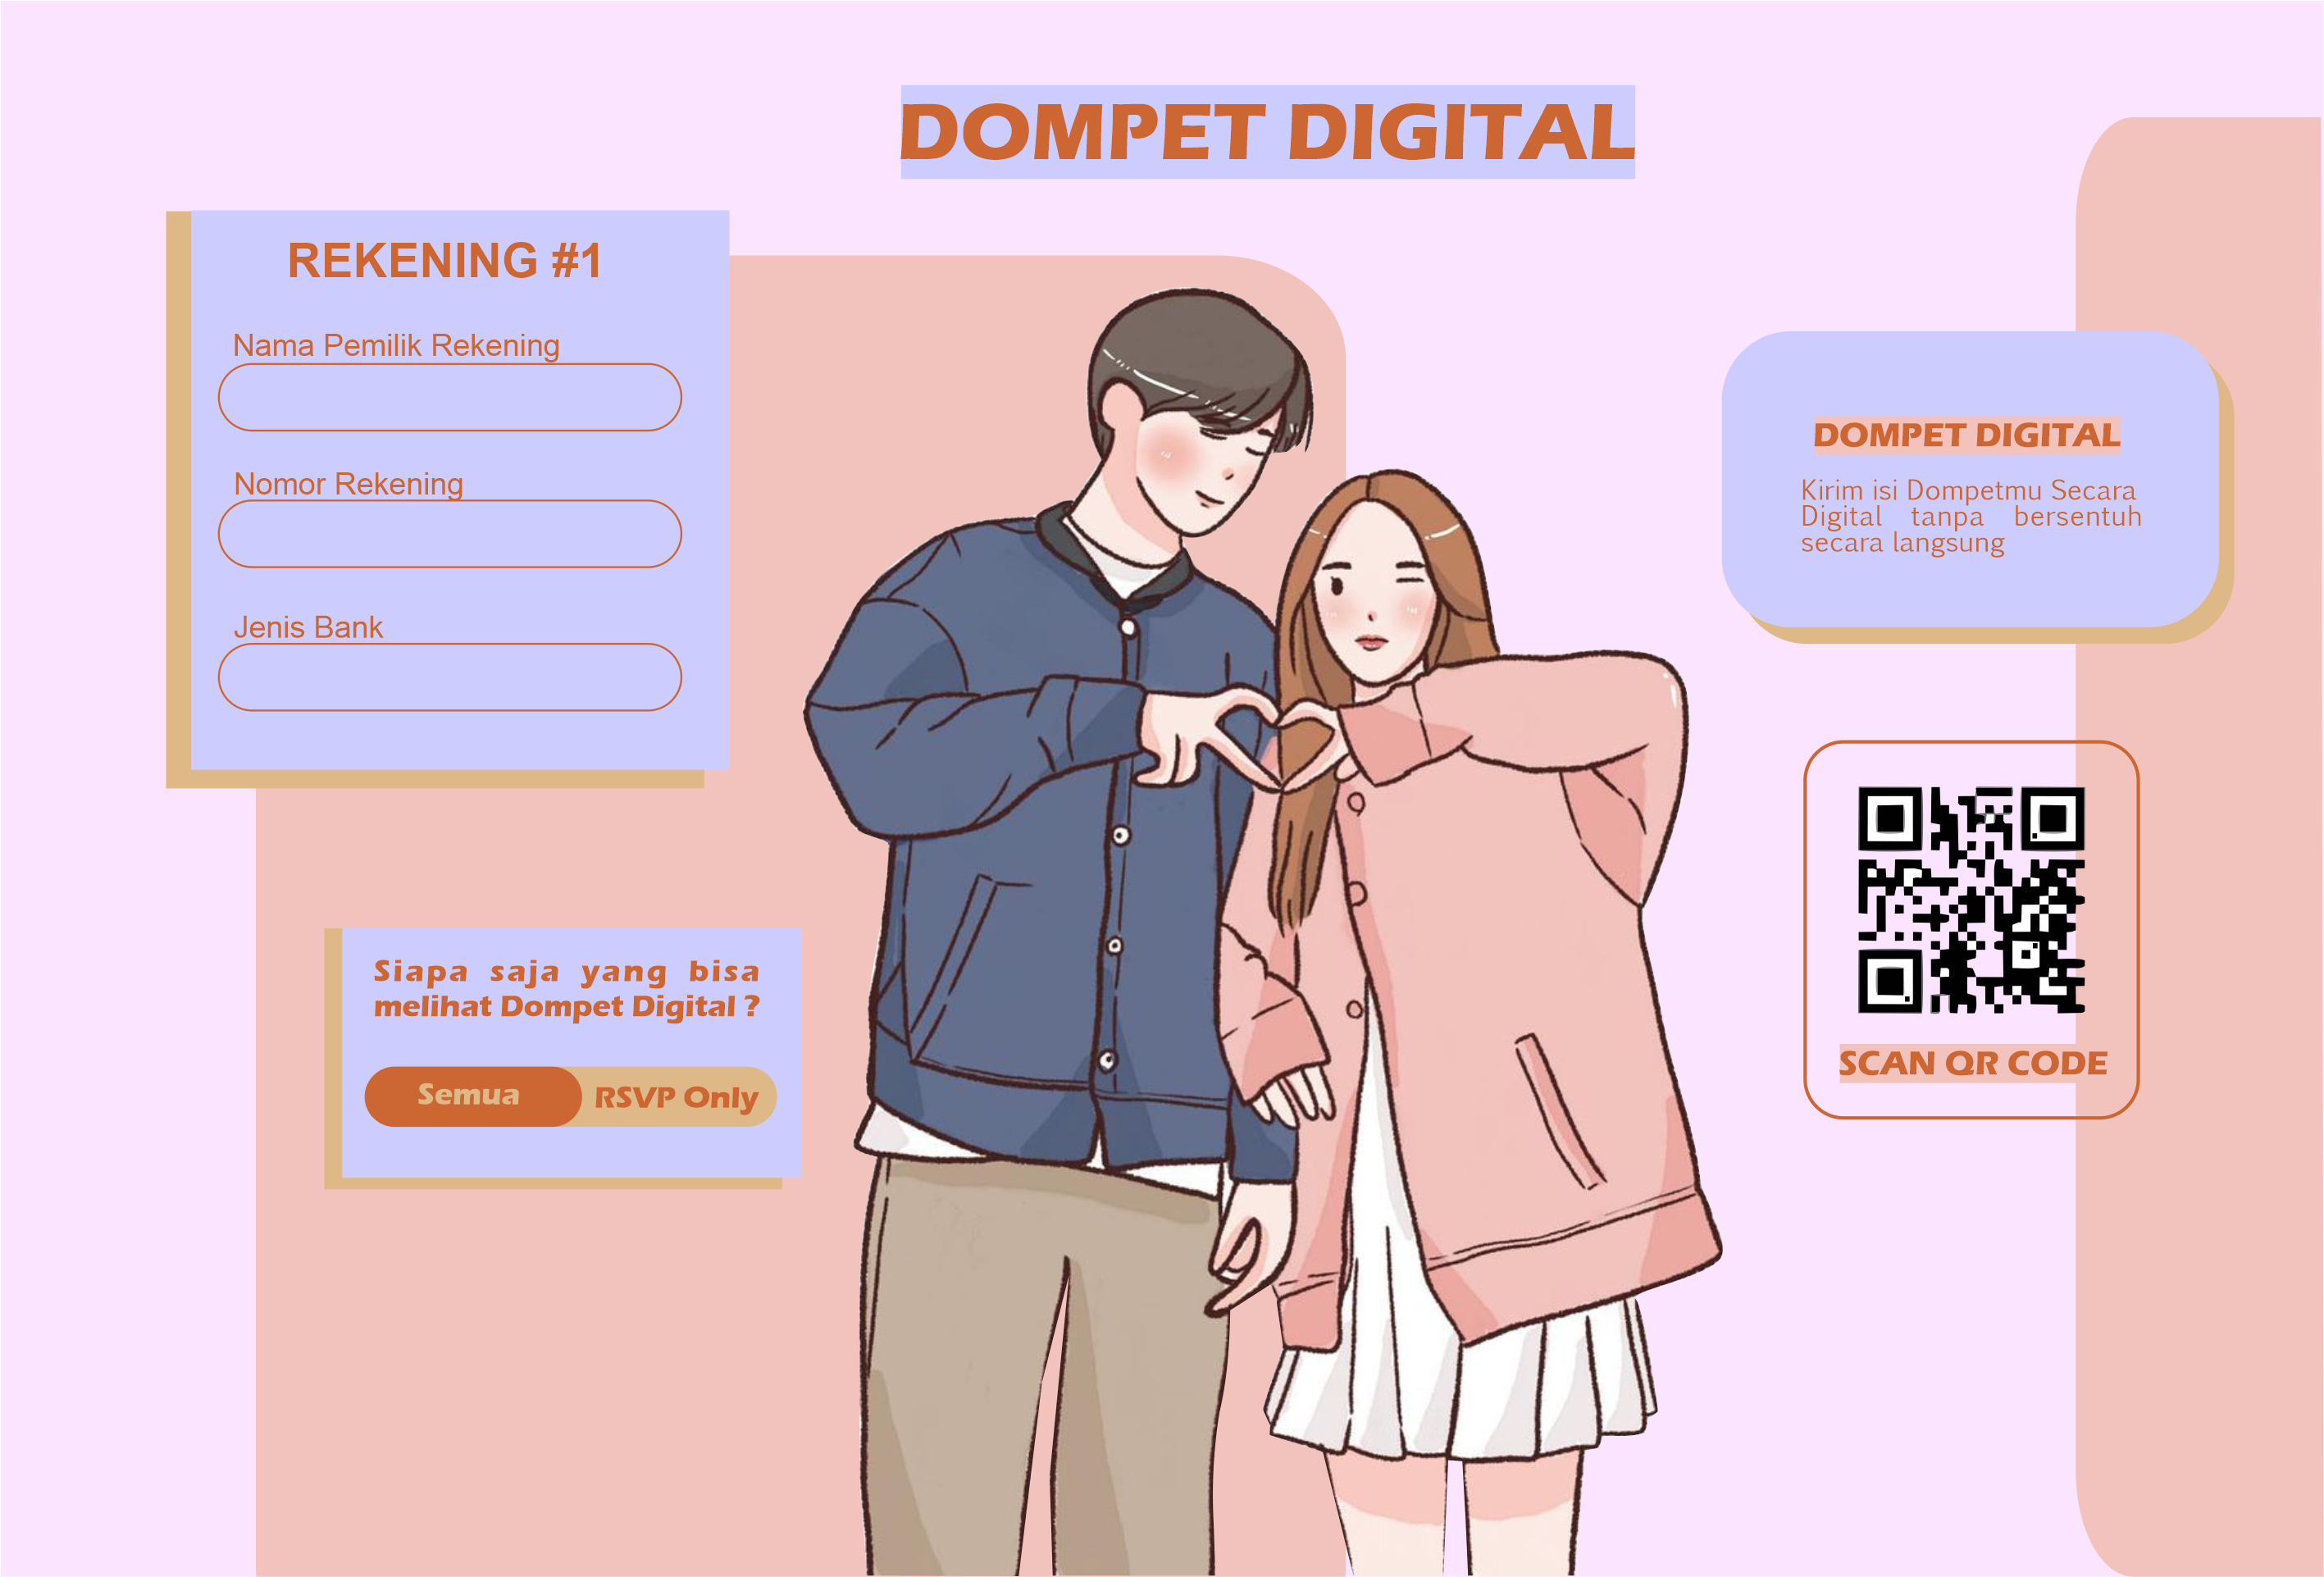 DOMPET DIGITAL
REKENING #1
Nama Pemilik Rekening
Nomor Rekening
Jenis Bank
Siapa saja yang bisa
melihat Dompet Digital ?
Semua
RSVP Only
DOMPET DIGITAL
Kirim isi Dompetmu Secara
Digital tanpa bersentuh
secara langsung
SCAN QR CODE